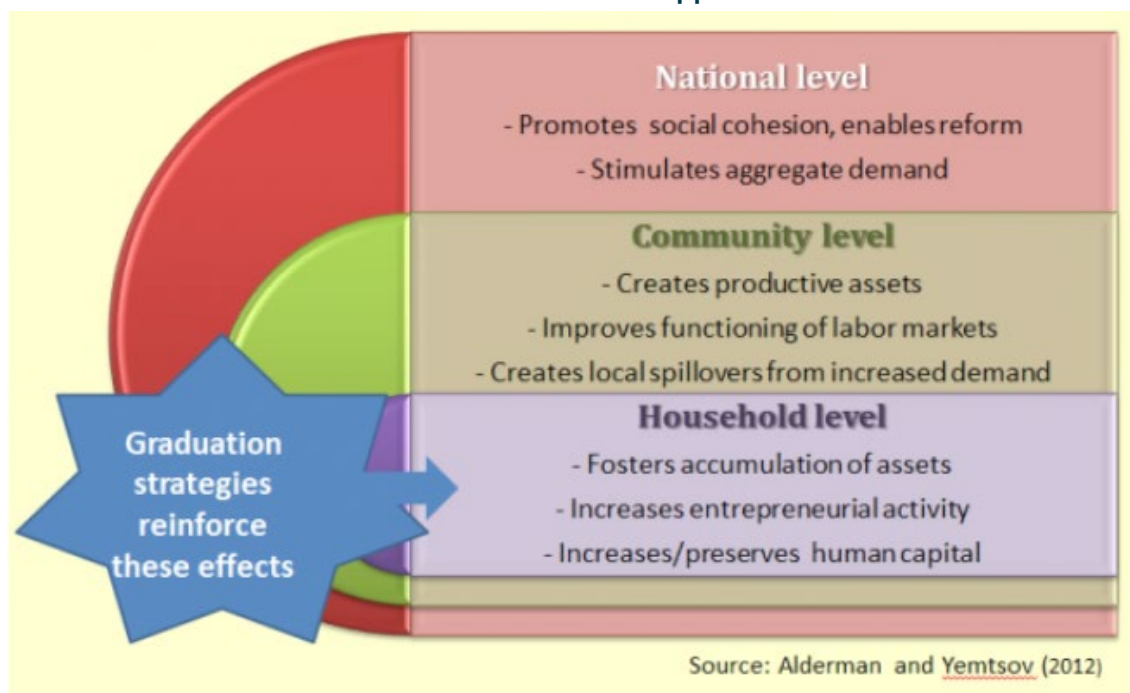 National level
- Promotes social cohesion, enables reform
- Stimulates aggregate demand
Community level
- Creates productive assets
- Improves functioning of labor markets
- Creates local spillovers from increased demand
Household level
- Fosters accumulation of assets
- Increases entrepreneurial activity
- Increases/preserves human capital
Graduation
strategies
reinforce
these effects
Source: Alderman and Yemtsov (2012)